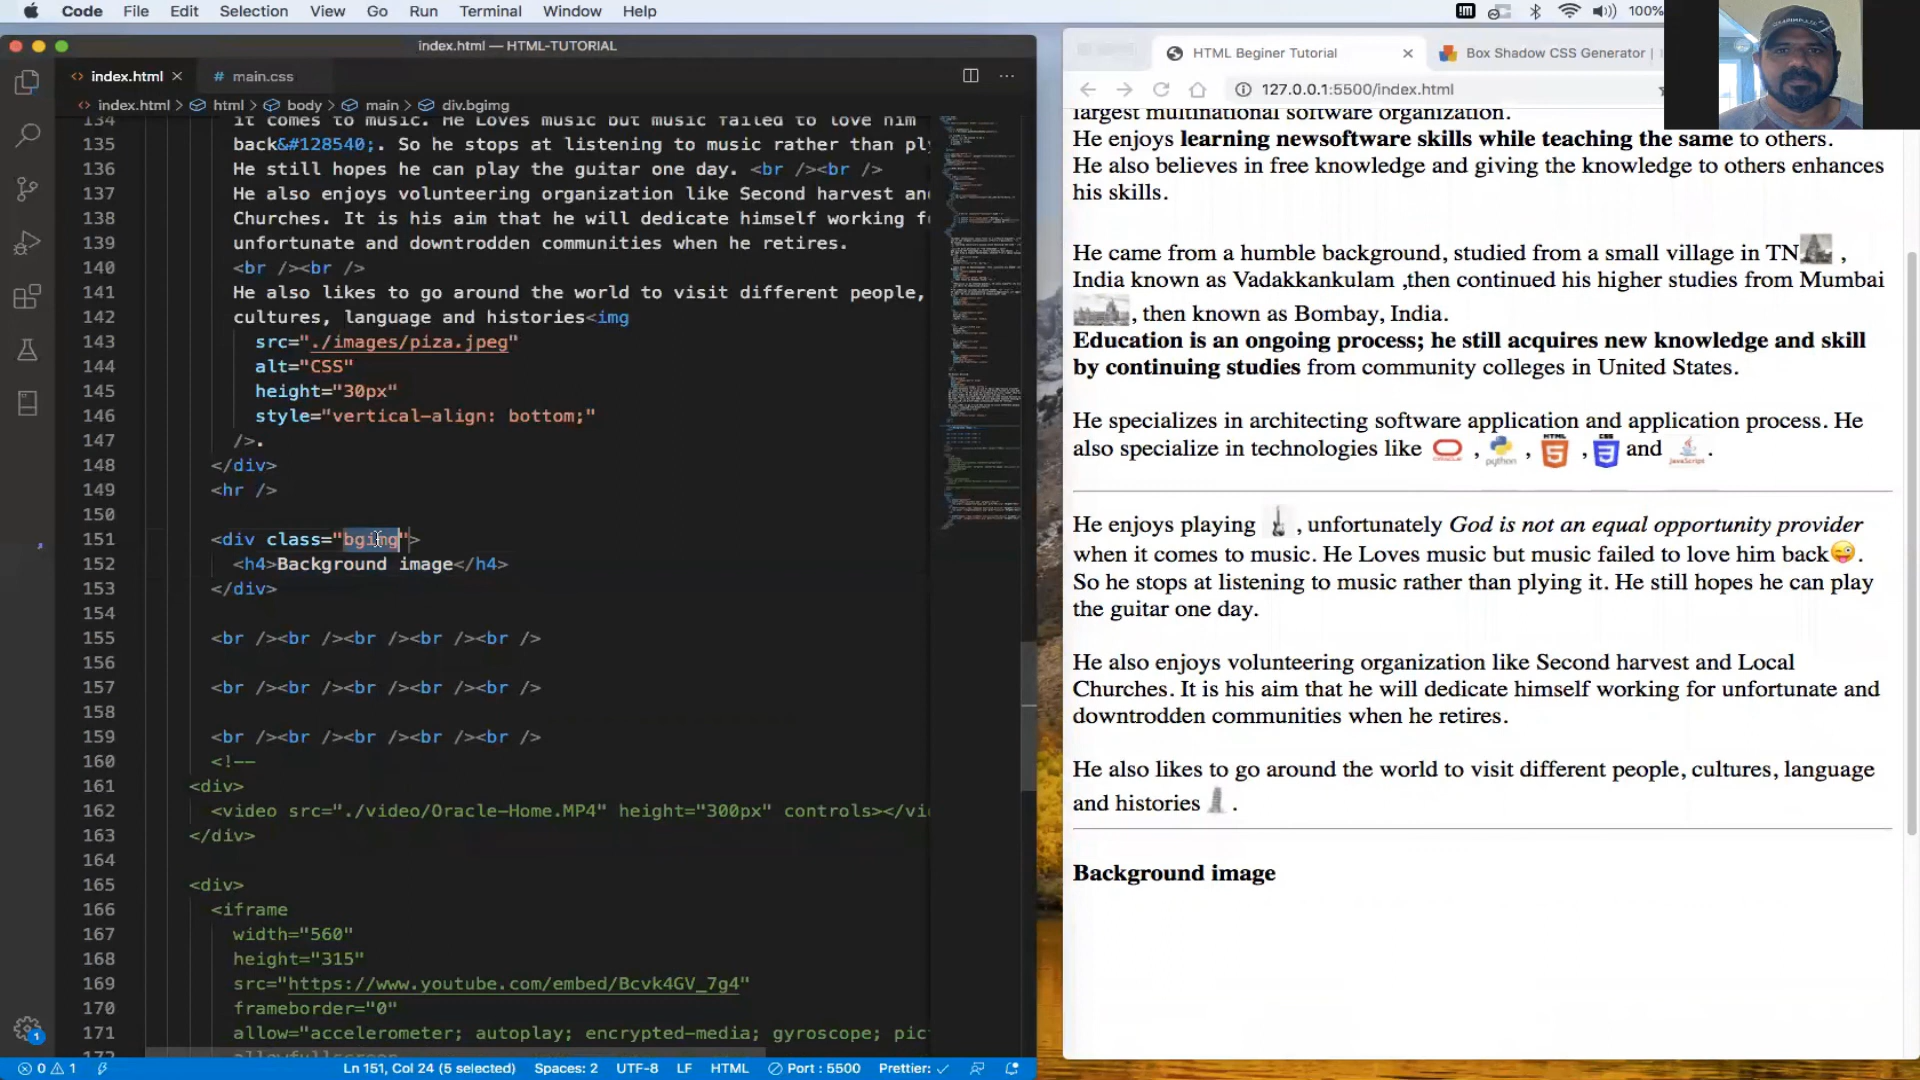 Code File Edit Selection View Go Run Terminal Window Help 100%
index.html — HTML-TUTORIAL
<> index.html × # main.css ...
<> index.html > html > body > main > div.bgimg
134 it comes to music. He Loves music but music failed to love him
135 back&#128540;. So he stops at listening to music rather than ply
136 He still hopes he can play the guitar one day. <br /><br />
137 He also enjoys volunteering organization like Second harvest an
138 Churches. It is his aim that he will dedicate himself working f
139 unfortunate and downtrodden communities when he retires.
140 <br /><br />
141 He also likes to go around the world to visit different people,
142 cultures, language and histories<img
143 src="./images/piza.jpeg"
144 alt="CSS"
145 height="30px"
146 style="vertical-align: bottom;"
147 />.
148 </div>
149 <hr />
150
151 <div class="bgimg">
152 <h4>Background image</h4>
153 </div>
154
155 <br /><br /><br /><br /><br />
156
157 <br /><br /><br /><br /><br />
158
159 <br /><br /><br /><br /><br />
160 <!--
161 <div>
162 <video src="./video/Oracle-Home.MP4" height="300px" controls></vi
163 </div>
164
165 <div>
166 <iframe
167 width="560"
168 height="315"
169 src="https://www.youtube.com/embed/Bcvk4GV_7g4"
170 frameborder="0"
171 allow="accelerometer; autoplay; encrypted-media; gyroscope; pic
0 1 Ln 151, Col 24 (5 selected) Spaces: 2 UTF-8 LF HTML Port : 5500 Prettier: ✓
HTML Beginer Tutorial × Box Shadow CSS Generator |
127.0.0.1:5500/index.html
largest multinational software organization.
He enjoys learning newsoftware skills while teaching the same to others.
He also believes in free knowledge and giving the knowledge to others enhances
his skills.
He came from a humble background, studied from a small village in TN ,
India known as Vadakkankulam ,then continued his higher studies from Mumbai
, then known as Bombay, India.
Education is an ongoing process; he still acquires new knowledge and skill
by continuing studies from community colleges in United States.
He specializes in architecting software application and application process. He
also specialize in technologies like , python , HTML 5 , CSS 3 and JavaScript .
He enjoys playing , unfortunately God is not an equal opportunity provider
when it comes to music. He Loves music but music failed to love him back😜.
So he stops at listening to music rather than plying it. He still hopes he can play
the guitar one day.
He also enjoys volunteering organization like Second harvest and Local
Churches. It is his aim that he will dedicate himself working for unfortunate and
downtrodden communities when he retires.
He also likes to go around the world to visit different people, cultures, language
and histories .
Background image